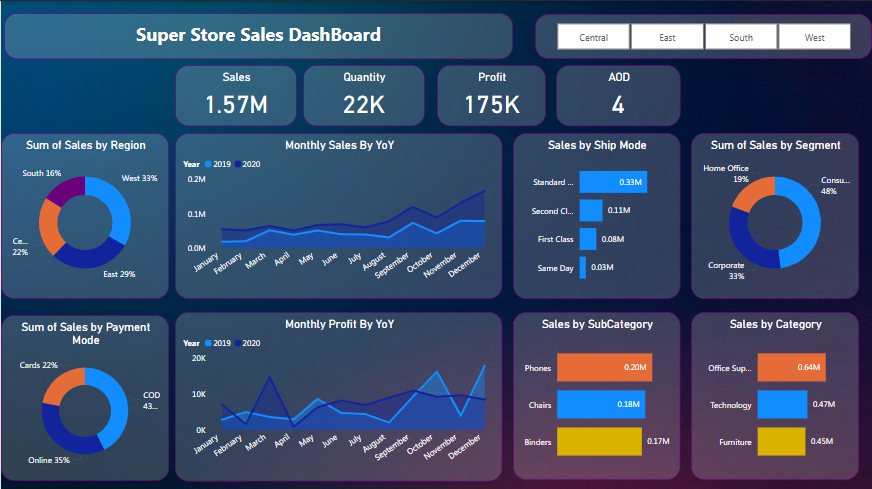 Super Store Sales DashBoard
Central
East
South
West
Sales
1.57M
Quantity
22K
Profit
175K
AOD
4
Sum of Sales by Region
South 16%
West 33%
Ce...
22%
East 29%
Monthly Sales By YoY
Year 2019 2020
0.2M
0.1M
0.0M
January
February
March
April
May
June
July
August
September
October
November
December
Sales by Ship Mode
Standard ...
0.33M
Second Cl...
0.11M
First Class
0.08M
Same Day
0.03M
Sum of Sales by Segment
Home Office
19%
Consu...
48%
Corporate
33%
Sum of Sales by Payment
Mode
Cards 22%
COD
43...
Online 35%
Monthly Profit By YoY
Year 2019 2020
20K
10K
0K
January
February
March
April
May
June
July
August
September
October
November
December
Sales by SubCategory
Phones
0.20M
Chairs
0.18M
Binders
0.17M
Sales by Category
Office Sup...
0.64M
Technology
0.47M
Furniture
0.45M